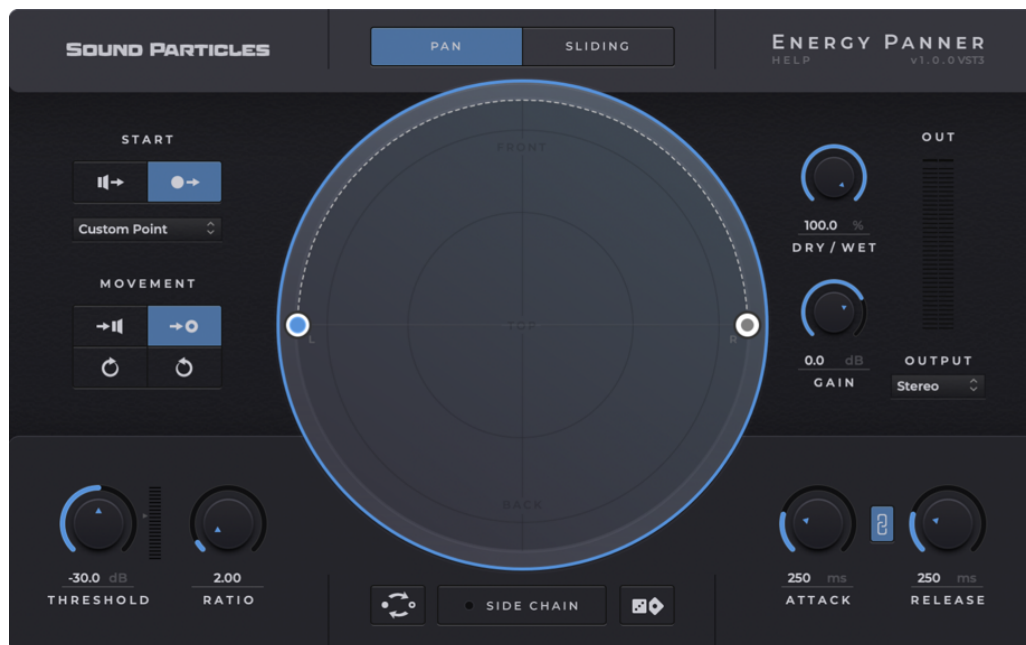 SOUND PARTICLES
PAN
SLIDING
ENERGY PANNER
HELP
v1.0.0 VST3
START
Custom Point
MOVEMENT
FRONT
TOP
L
R
BACK
100.0 %
DRY / WET
0.0 dB
GAIN
OUT
OUTPUT
Stereo
-30.0 dB
THRESHOLD
2.00
RATIO
SIDE CHAIN
250 ms
ATTACK
250 ms
RELEASE